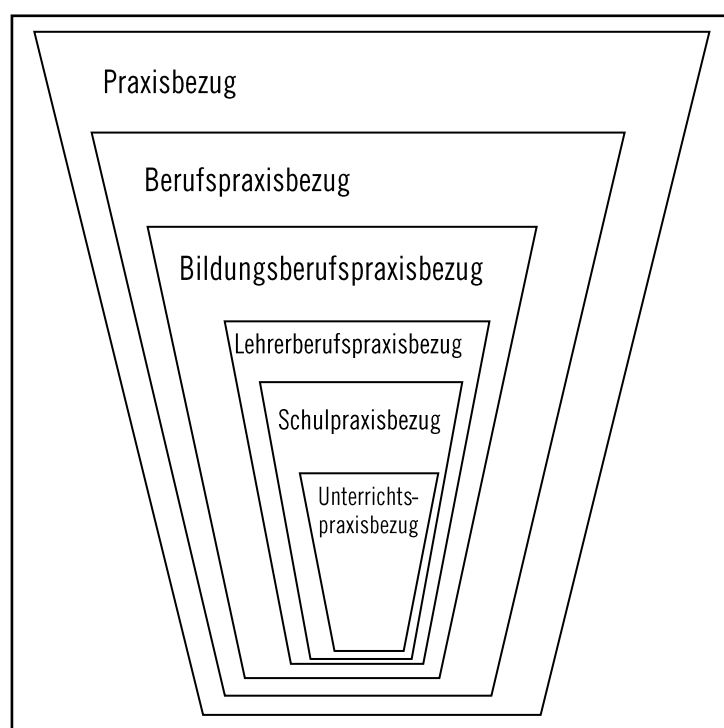 Praxisbezug
Berufspraxisbezug
Bildungsberufspraxisbezug
Lehrerberufspraxisbezug
Schulpraxisbezug
Unterrichts-
praxisbezug